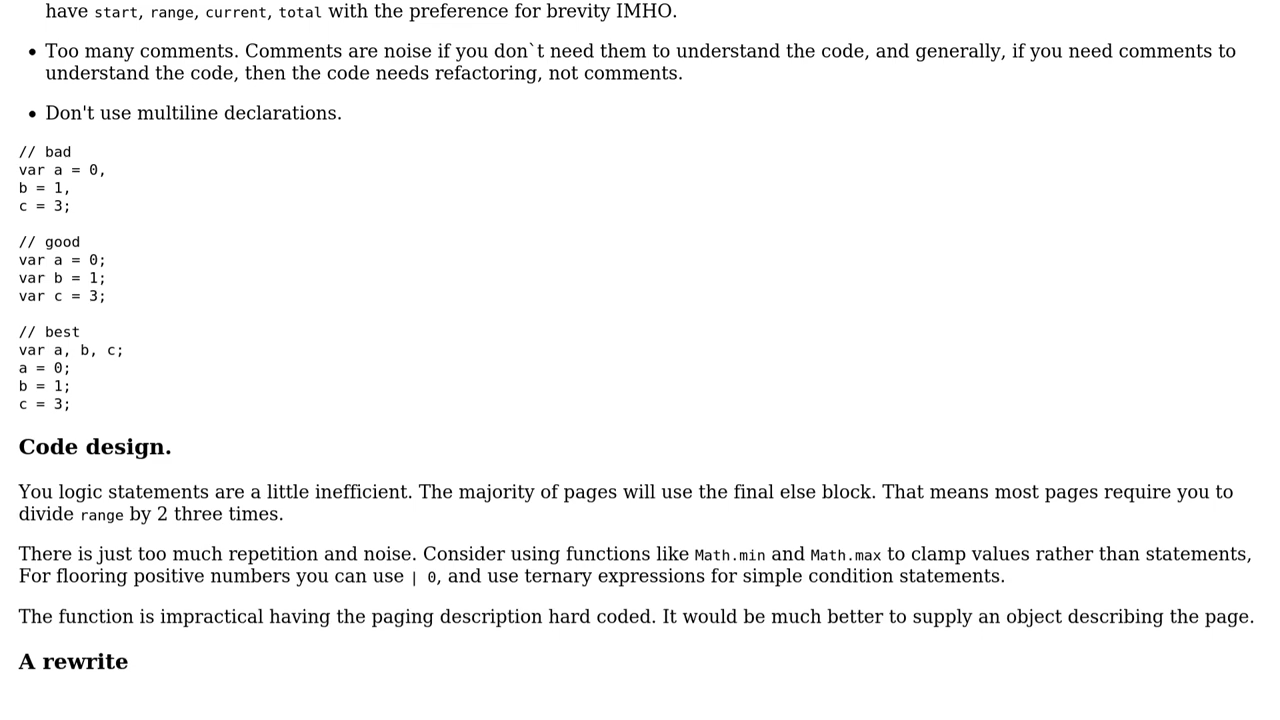 have start, range, current, total with the preference for brevity IMHO.
• Too many comments. Comments are noise if you don`t need them to understand the code, and generally, if you need comments to
understand the code, then the code needs refactoring, not comments.
• Don't use multiline declarations.
// bad
var a = 0,
b = 1,
c = 3;
// good
var a = 0;
var b = 1;
var c = 3;
// best
var a, b, c;
a = 0;
b = 1;
c = 3;
Code design.
You logic statements are a little inefficient. The majority of pages will use the final else block. That means most pages require you to
divide range by 2 three times.
There is just too much repetition and noise. Consider using functions like Math.min and Math.max to clamp values rather than statements,
For flooring positive numbers you can use | 0, and use ternary expressions for simple condition statements.
The function is impractical having the paging description hard coded. It would be much better to supply an object describing the page.
A rewrite